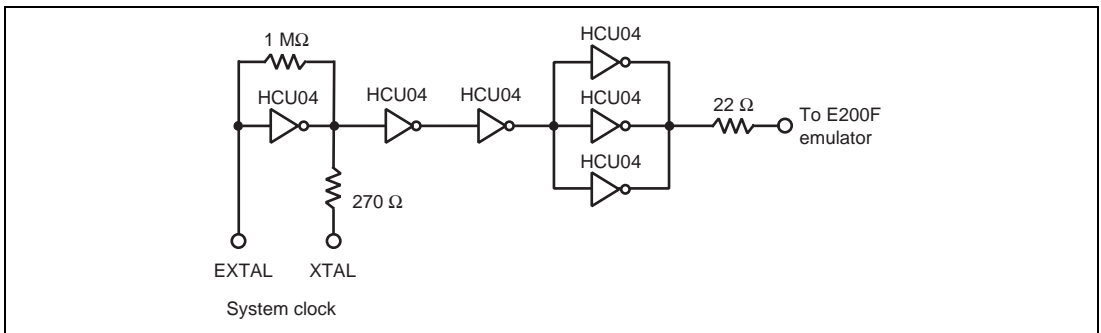 HCU04
1 MΩ
HCU04
HCU04
HCU04
HCU04
22 Ω
To E200F
emulator
HCU04
270 Ω
EXTAL
XTAL
System clock